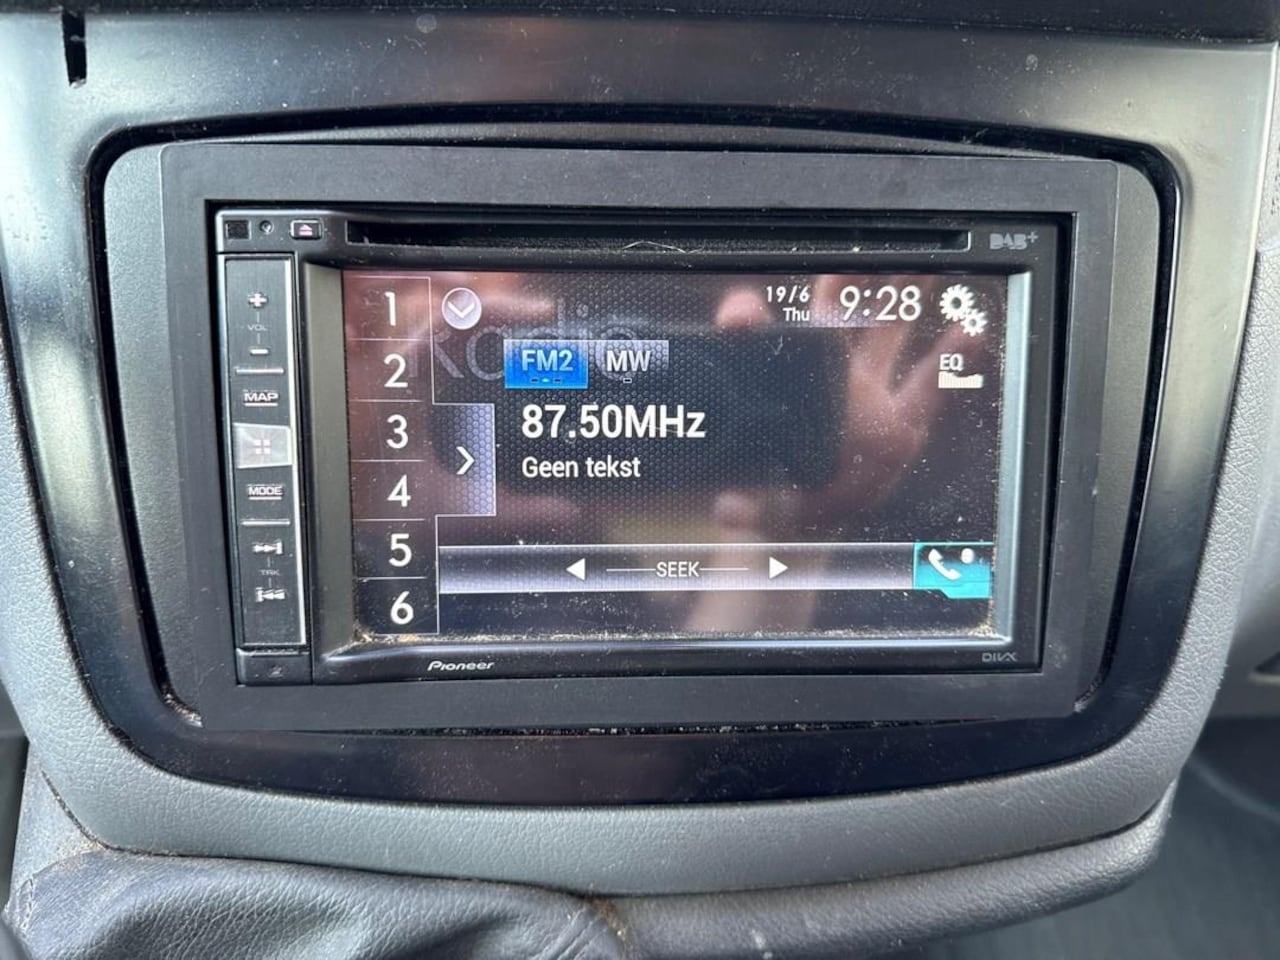 DAB+
VOL
MAP
MODE
TRK
1
2
3
4
5
6
Radio
19/6
Thu
9:28
FM2
MW
EQ
87.50MHz
Geen tekst
SEEK
Pioneer
DIVX